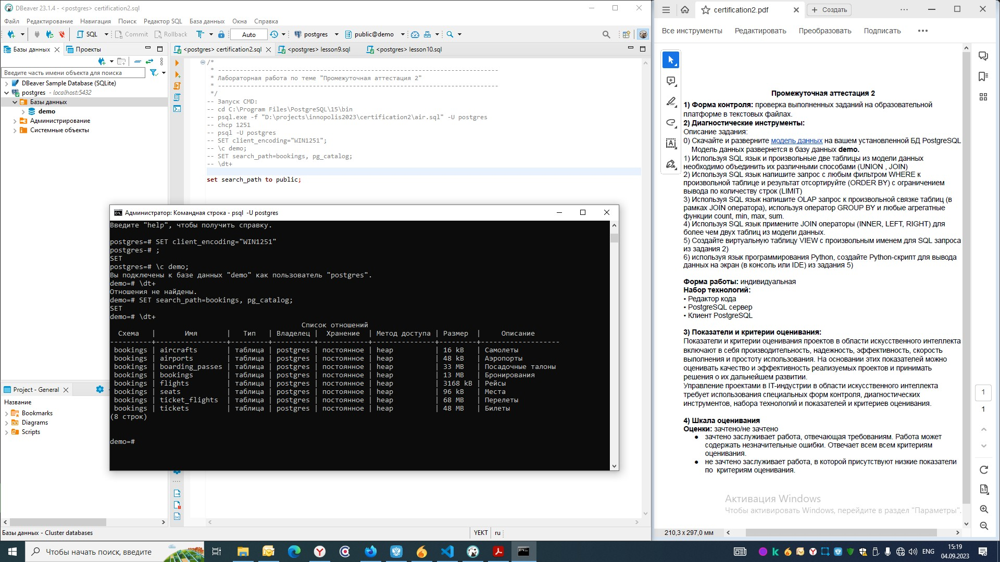 DBeaver 23.1.4 - <postgres> certification2.sql
Файл Редактирование Навигация Поиск Редактор SQL База данных Окна Справка
SQL Commit Rollback Auto postgres public@demo
Базы данных Проекты
Введите часть имени объекта для поиска
DBeaver Sample Database (SQLite)
postgres - localhost:5432
Базы данных
demo
Администрирование
Системные объекты
Project - General
Название
Bookmarks
Diagrams
Scripts
<postgres> certification2.sql <postgres> lesson9.sql <postgres> lesson10.sql
/*
* --------------------------------------------------------------------
* Лабораторная работа по теме "Промежуточная аттестация 2"
* --------------------------------------------------------------------
*/
-- Запуск CMD:
-- cd C:\Program Files\PostgreSQL\15\bin
-- psql.exe -f "D:\projects\innopolis2023\certification2\air.sql" -U postgres
-- chcp 1251
-- psql -U postgres
-- SET client_encoding="WIN1251";
-- \c demo;
-- SET search_path=bookings, pg_catalog;
-- \dt+
set search_path to public;
Администратор: Командная строка - psql -U postgres
Введите "help", чтобы получить справку.
postgres=# SET client_encoding="WIN1251"
postgres-# ;
SET
postgres=# \c demo;
Вы подключены к базе данных "demo" как пользователь "postgres".
demo=# \dt+
Отношения не найдены.
demo=# SET search_path=bookings, pg_catalog;
SET
demo=# \dt+
Список отношений
Схема | Имя | Тип | Владелец | Хранение | Метод доступа | Размер | Описание
----------+-----------------+---------+----------+------------+---------------+---------+-------------------
bookings | aircrafts | таблица | postgres | постоянное | heap | 16 kB | Самолеты
bookings | airports | таблица | postgres | постоянное | heap | 48 kB | Аэропорты
bookings | boarding_passes | таблица | postgres | постоянное | heap | 33 MB | Посадочные талоны
bookings | bookings | таблица | postgres | постоянное | heap | 13 MB | Бронирования
bookings | flights | таблица | postgres | постоянное | heap | 3168 kB | Рейсы
bookings | seats | таблица | postgres | постоянное | heap | 96 kB | Места
bookings | ticket_flights | таблица | postgres | постоянное | heap | 68 MB | Перелеты
bookings | tickets | таблица | postgres | постоянное | heap | 48 MB | Билеты
(8 строк)
demo=#
Базы данных - Cluster databases
YEKT ru
certification2.pdf
Создать
Все инструменты Редактировать Преобразовать Подписать
Промежуточная аттестация 2
1) Форма контроля: проверка выполненных заданий на образовательной
платформе в текстовых файлах.
2) Диагностические инструменты:
Описание задания:
0) Скачайте и разверните модель данных на вашем установленной БД PostgreSQL
Модель данных развернется в базу данных demo.
1) Используя SQL язык и произвольные две таблицы из модели данных
необходимо объединить их различными способами (UNION , JOIN)
2) Используя SQL язык напишите запрос с любым фильтром WHERE к
произвольной таблице и результат отсортируйте (ORDER BY) с ограничением
вывода по количеству строк (LIMIT)
3) Используя SQL язык напишите OLAP запрос к произвольной связке таблиц (в
рамках JOIN оператора), используя оператор GROUP BY и любые агрегатные
функции count, min, max, sum.
4) Используя SQL язык примените JOIN операторы (INNER, LEFT, RIGHT) для
более чем двух таблиц из модели данных.
5) Создайте виртуальную таблицу VIEW с произвольным именем для SQL запроса
из задания 2)
6) используя язык программирования Python, создайте Python-скрипт для вывода
данных на экран (в консоль или IDE) из задания 5)
Форма работы: индивидуальная
Набор технологий:
• Редактор кода
• PostgreSQL сервер
• Клиент PostgreSQL
3) Показатели и критерии оценивания:
Показатели и критерии оценивания проектов в области искусственного интеллекта
включают в себя производительность, надежность, эффективность, скорость
выполнения и простоту использования. На основании этих показателей можно
оценивать качество и эффективность реализуемых проектов и принимать
решения о их дальнейшем развитии.
Управление проектами в IT-индустрии в области искусственного интеллекта
требует использования специальных форм контроля, диагностических
инструментов, набора технологий и показателей и критериев оценивания.
4) Шкала оценивания
Оценки: зачтено/не зачтено
● зачтено заслуживает работа, отвечающая требованиям. Работа может
содержать незначительные ошибки. Отвечает всем всем критериям
оценивания.
● не зачтено заслуживает работа, в которой присутствуют низкие показатели
по критериям оценивания.
Активация Windows
Чтобы активировать Windows, перейдите в раздел "Параметры".
1
1
210,3 x 297,0 мм
Чтобы начать поиск, введите
ENG
15:19
04.09.2023